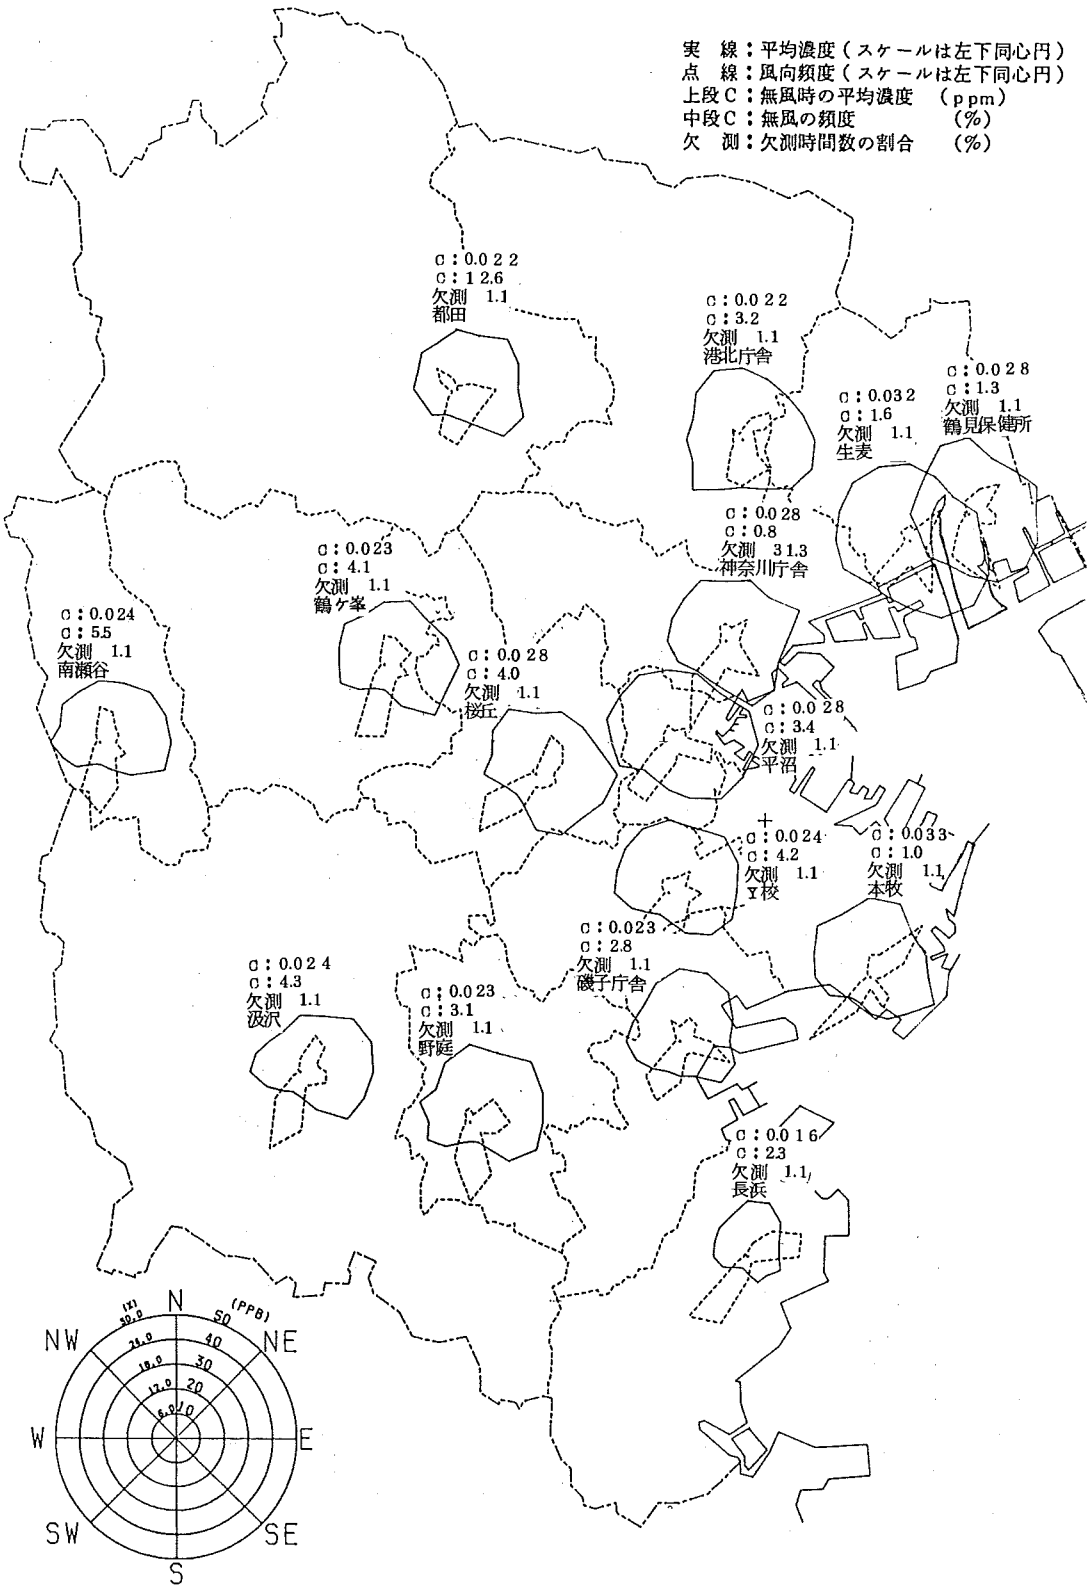 実　線：平均濃度（スケールは左下同心円）
点　線：風向頻度（スケールは左下同心円）
上段C：無風時の平均濃度　（ppm）
中段C：無風の頻度　（%）
欠　測：欠測時間数の割合　（%）
C：0.022
C：12.6
欠測 1.1
都田
C：0.022
C：3.2
欠測 1.1
港北庁舎
C：0.028
C：1.3
欠測 1.1
鶴見保健所
C：0.032
C：1.6
欠測 1.1
生麦
C：0.028
C：0.8
欠測 31.3
神奈川庁舎
C：0.023
C：4.1
欠測 1.1
鶴ケ峯
C：0.024
C：5.5
欠測 1.1
南瀬谷
C：0.028
C：4.0
欠測 1.1
桜丘
C：0.028
C：3.4
欠測 1.1
平沼
C：0.024
C：4.2
欠測 1.1
Y校
C：0.033
C：1.0
欠測 1.1
本牧
C：0.023
C：2.8
欠測 1.1
磯子庁舎
C：0.024
C：4.3
欠測 1.1
汲沢
C：0.023
C：3.1
欠測 1.1
野庭
C：0.016
C：2.3
欠測 1.1
長浜
N
NE
E
SE
S
SW
W
NW
(PPB)
50
40
30
20
10
(%)
30.0
24.0
18.0
12.0
6.0